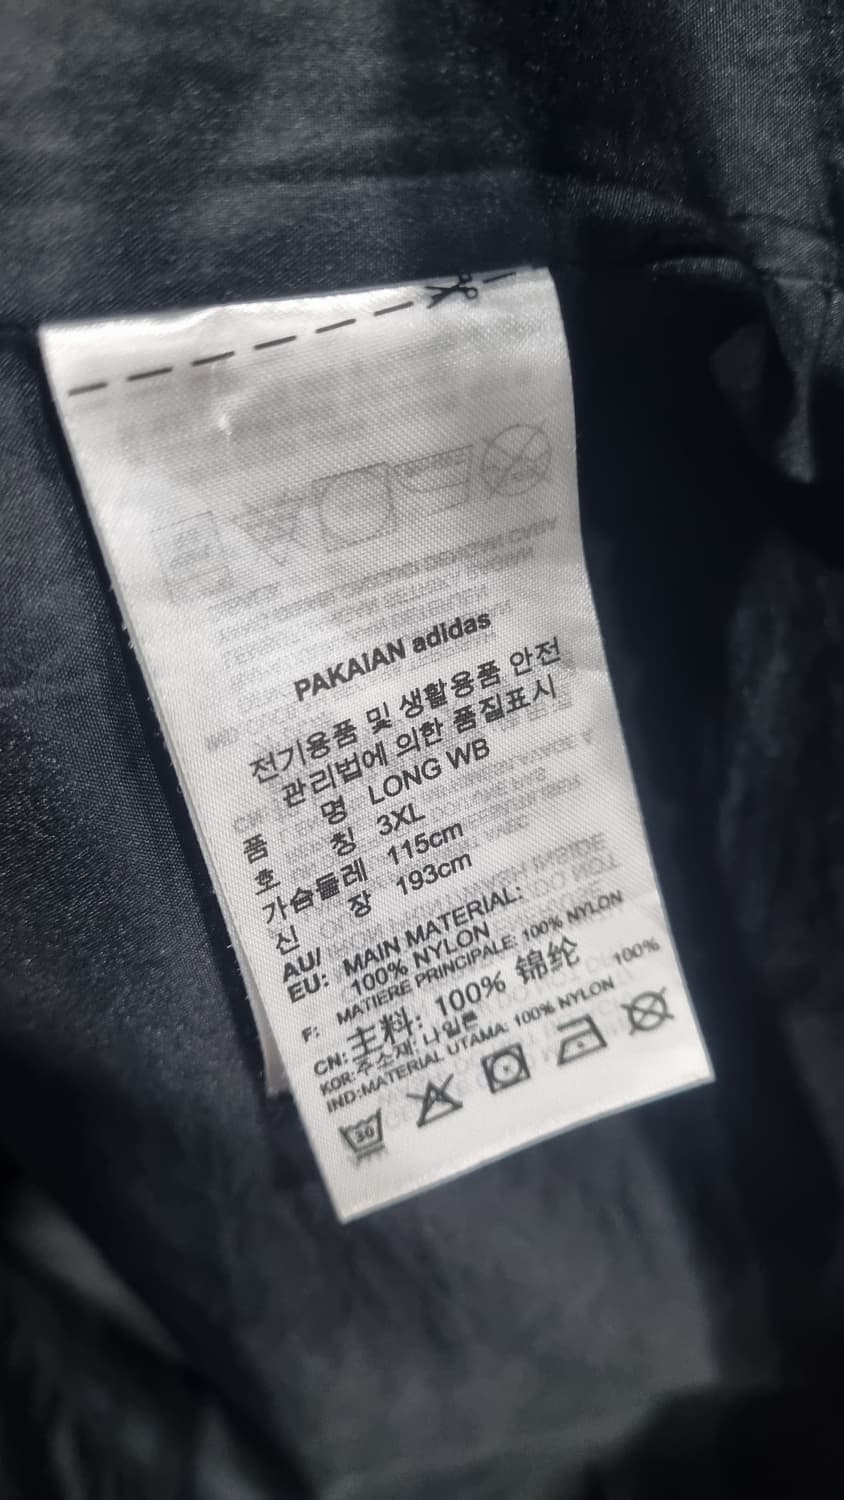 PAKAIAN adidas
전기용품 및 생활용품 안전
관리법에 의한 품질표시
품 명 LONG WB
호 칭 3XL
가슴둘레 115cm
신 장 193cm
AU/
EU: MAIN MATERIAL:
100% NYLON
F: MATIERE PRINCIPALE: 100% NYLON
CN: 主料: 100% 锦纶
KOR: 주소재: 나일론 100%
IND: MATERIAL UTAMA: 100% NYLON
30